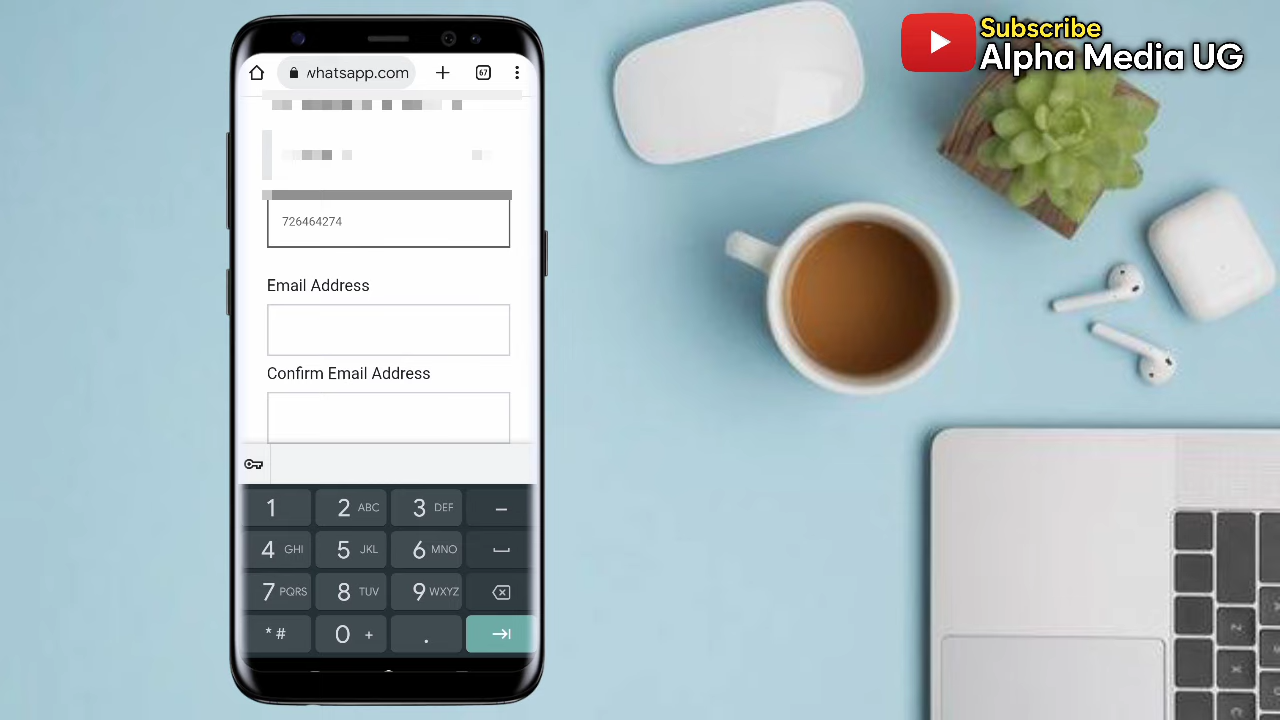 Subscribe
Alpha Media UG
whatsapp.com
67
726464274
Email Address
Confirm Email Address
1 2 ABC 3 DEF –
4 GHI 5 JKL 6 MNO
7 PQRS 8 TUV 9 WXYZ
* # 0 + .